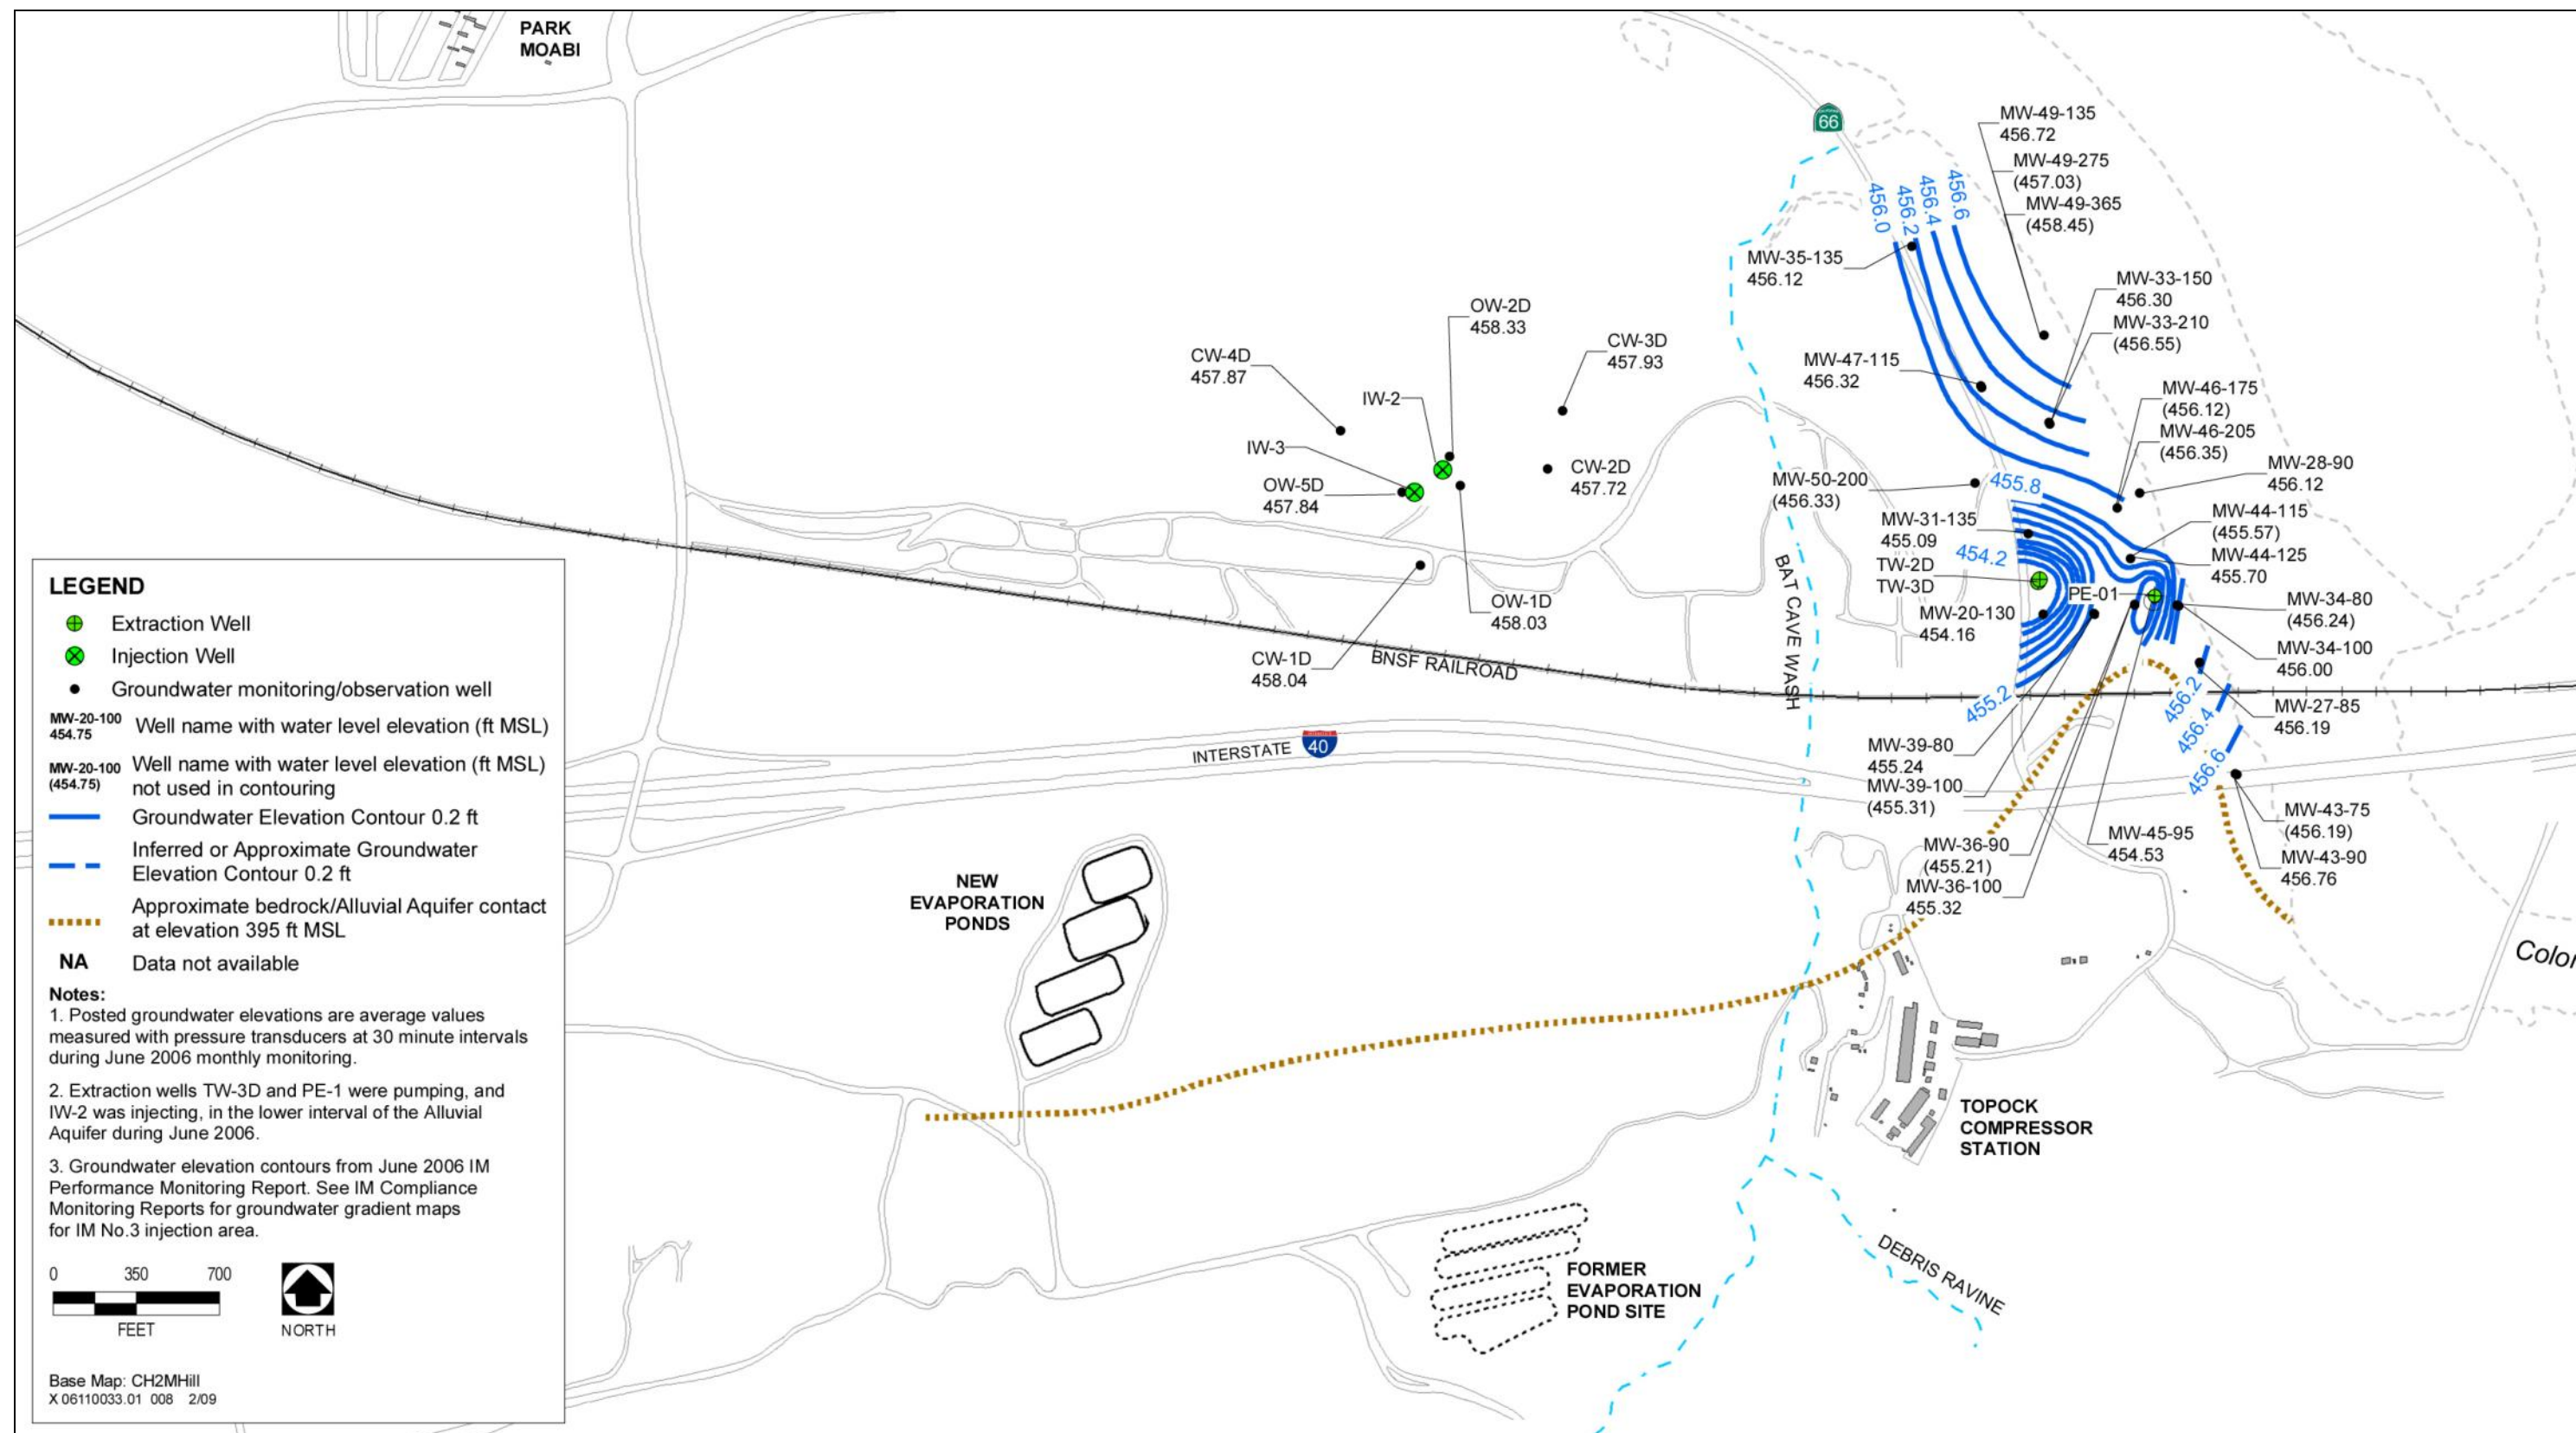 PARK
MOABI
66
MW-49-135
456.72
MW-49-275
(457.03)
MW-49-365
(458.45)
456.0
456.2
456.4
456.6
MW-35-135
456.12
MW-33-150
456.30
MW-33-210
(456.55)
OW-2D
458.33
CW-3D
457.93
CW-4D
457.87
IW-2
MW-47-115
456.32
MW-46-175
(456.12)
MW-46-205
(456.35)
IW-3
OW-5D
457.84
CW-2D
457.72
MW-50-200
(456.33)
455.8
MW-28-90
456.12
MW-31-135
455.09
MW-44-115
(455.57)
MW-44-125
455.70
454.2
TW-2D
TW-3D
PE-01
MW-20-130
454.16
MW-34-80
(456.24)
MW-34-100
456.00
OW-1D
458.03
CW-1D
458.04
BNSF RAILROAD
BAT CAVE WASH
455.2
456.2
456.4
456.6
MW-27-85
456.19
INTERSTATE 40
MW-39-80
455.24
MW-39-100
(455.31)
MW-36-90
(455.21)
MW-36-100
455.32
MW-45-95
454.53
MW-43-75
(456.19)
MW-43-90
456.76
NEW
EVAPORATION
PONDS
Color
TOPOCK
COMPRESSOR
STATION
DEBRIS RAVINE
FORMER
EVAPORATION
POND SITE
LEGEND
Extraction Well
Injection Well
Groundwater monitoring/observation well
MW-20-100
454.75
Well name with water level elevation (ft MSL)
MW-20-100
(454.75)
Well name with water level elevation (ft MSL)
not used in contouring
Groundwater Elevation Contour 0.2 ft
Inferred or Approximate Groundwater
Elevation Contour 0.2 ft
Approximate bedrock/Alluvial Aquifer contact
at elevation 395 ft MSL
NA Data not available
Notes:
1. Posted groundwater elevations are average values
measured with pressure transducers at 30 minute intervals
during June 2006 monthly monitoring.
2. Extraction wells TW-3D and PE-1 were pumping, and
IW-2 was injecting, in the lower interval of the Alluvial
Aquifer during June 2006.
3. Groundwater elevation contours from June 2006 IM
Performance Monitoring Report. See IM Compliance
Monitoring Reports for groundwater gradient maps
for IM No.3 injection area.
0 350 700
FEET
NORTH
Base Map: CH2MHill
X 06110033.01 008 2/09